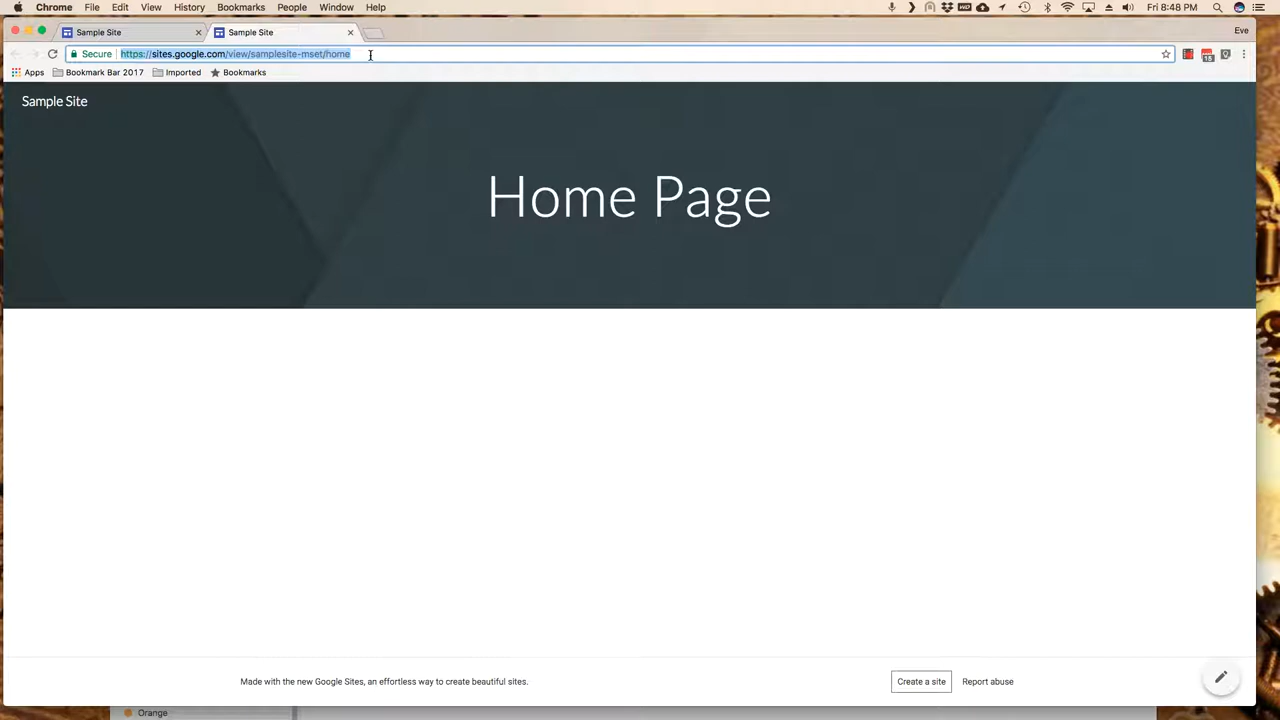 Chrome File Edit View History Bookmarks People Window Help Fri 8:48 PM
Sample Site Sample Site Eve
Secure https://sites.google.com/view/samplesite-mset/home
Apps Bookmark Bar 2017 Imported Bookmarks
Sample Site
Home Page
Made with the new Google Sites, an effortless way to create beautiful sites. Create a site Report abuse
Orange